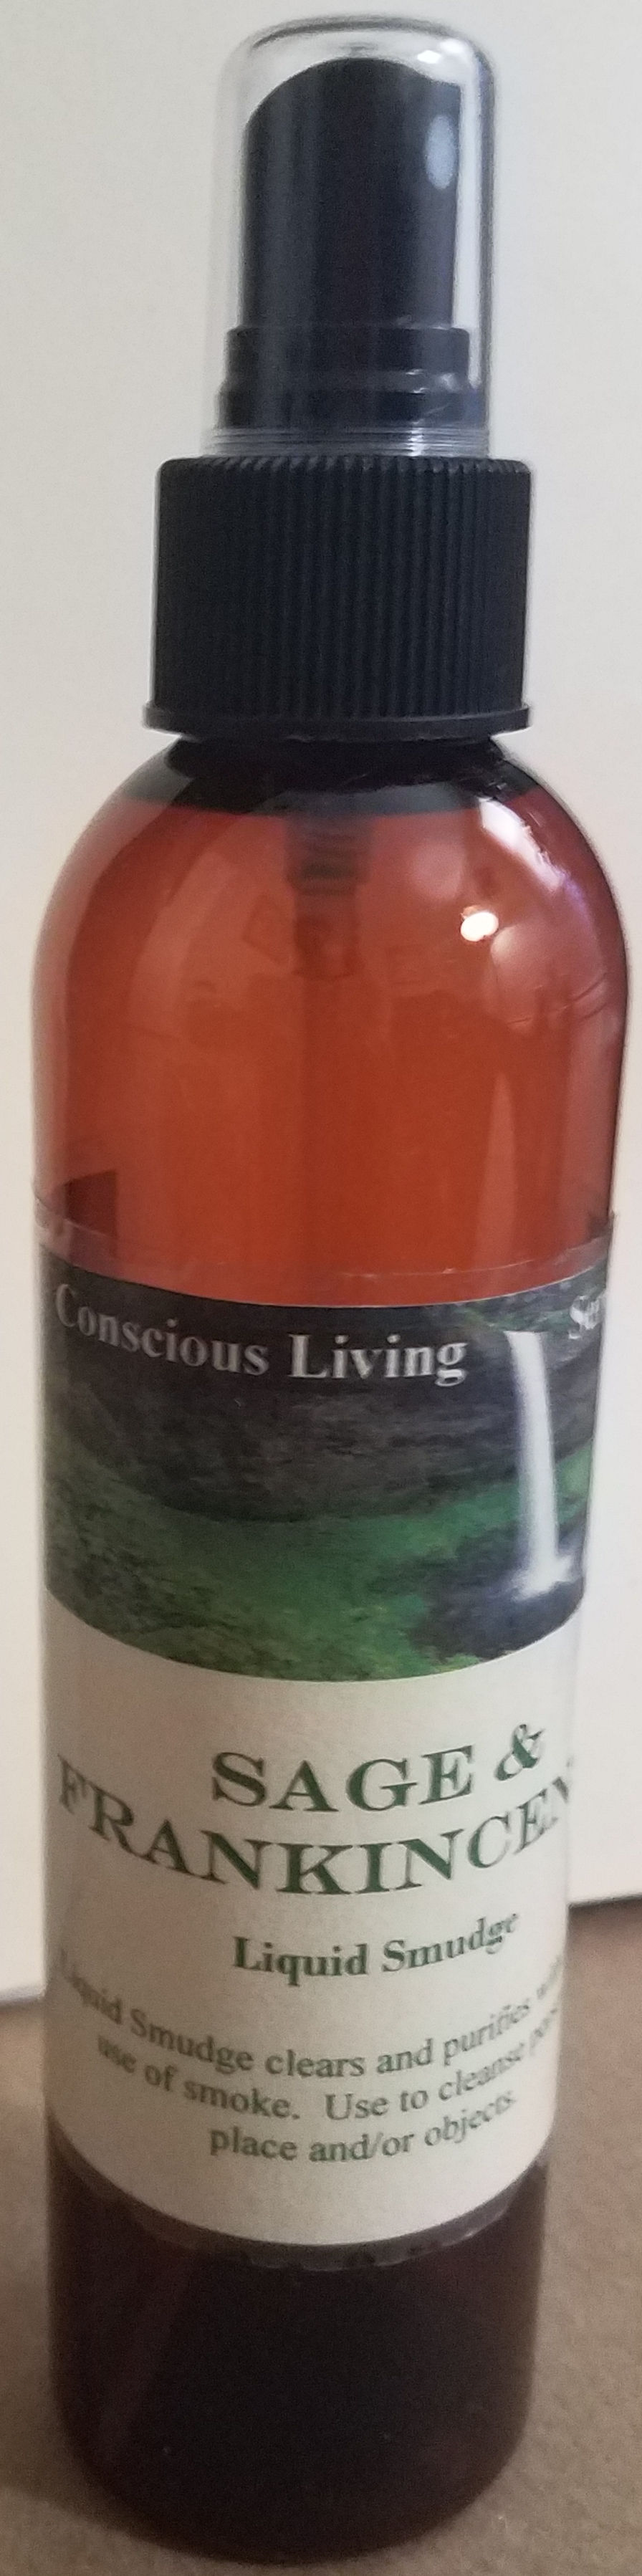 Conscious Living
SAGE &
FRANKINCEN
Liquid Smudge
Liquid Smudge clears and purifies
use of smoke. Use to cleanse
place and/or objects.